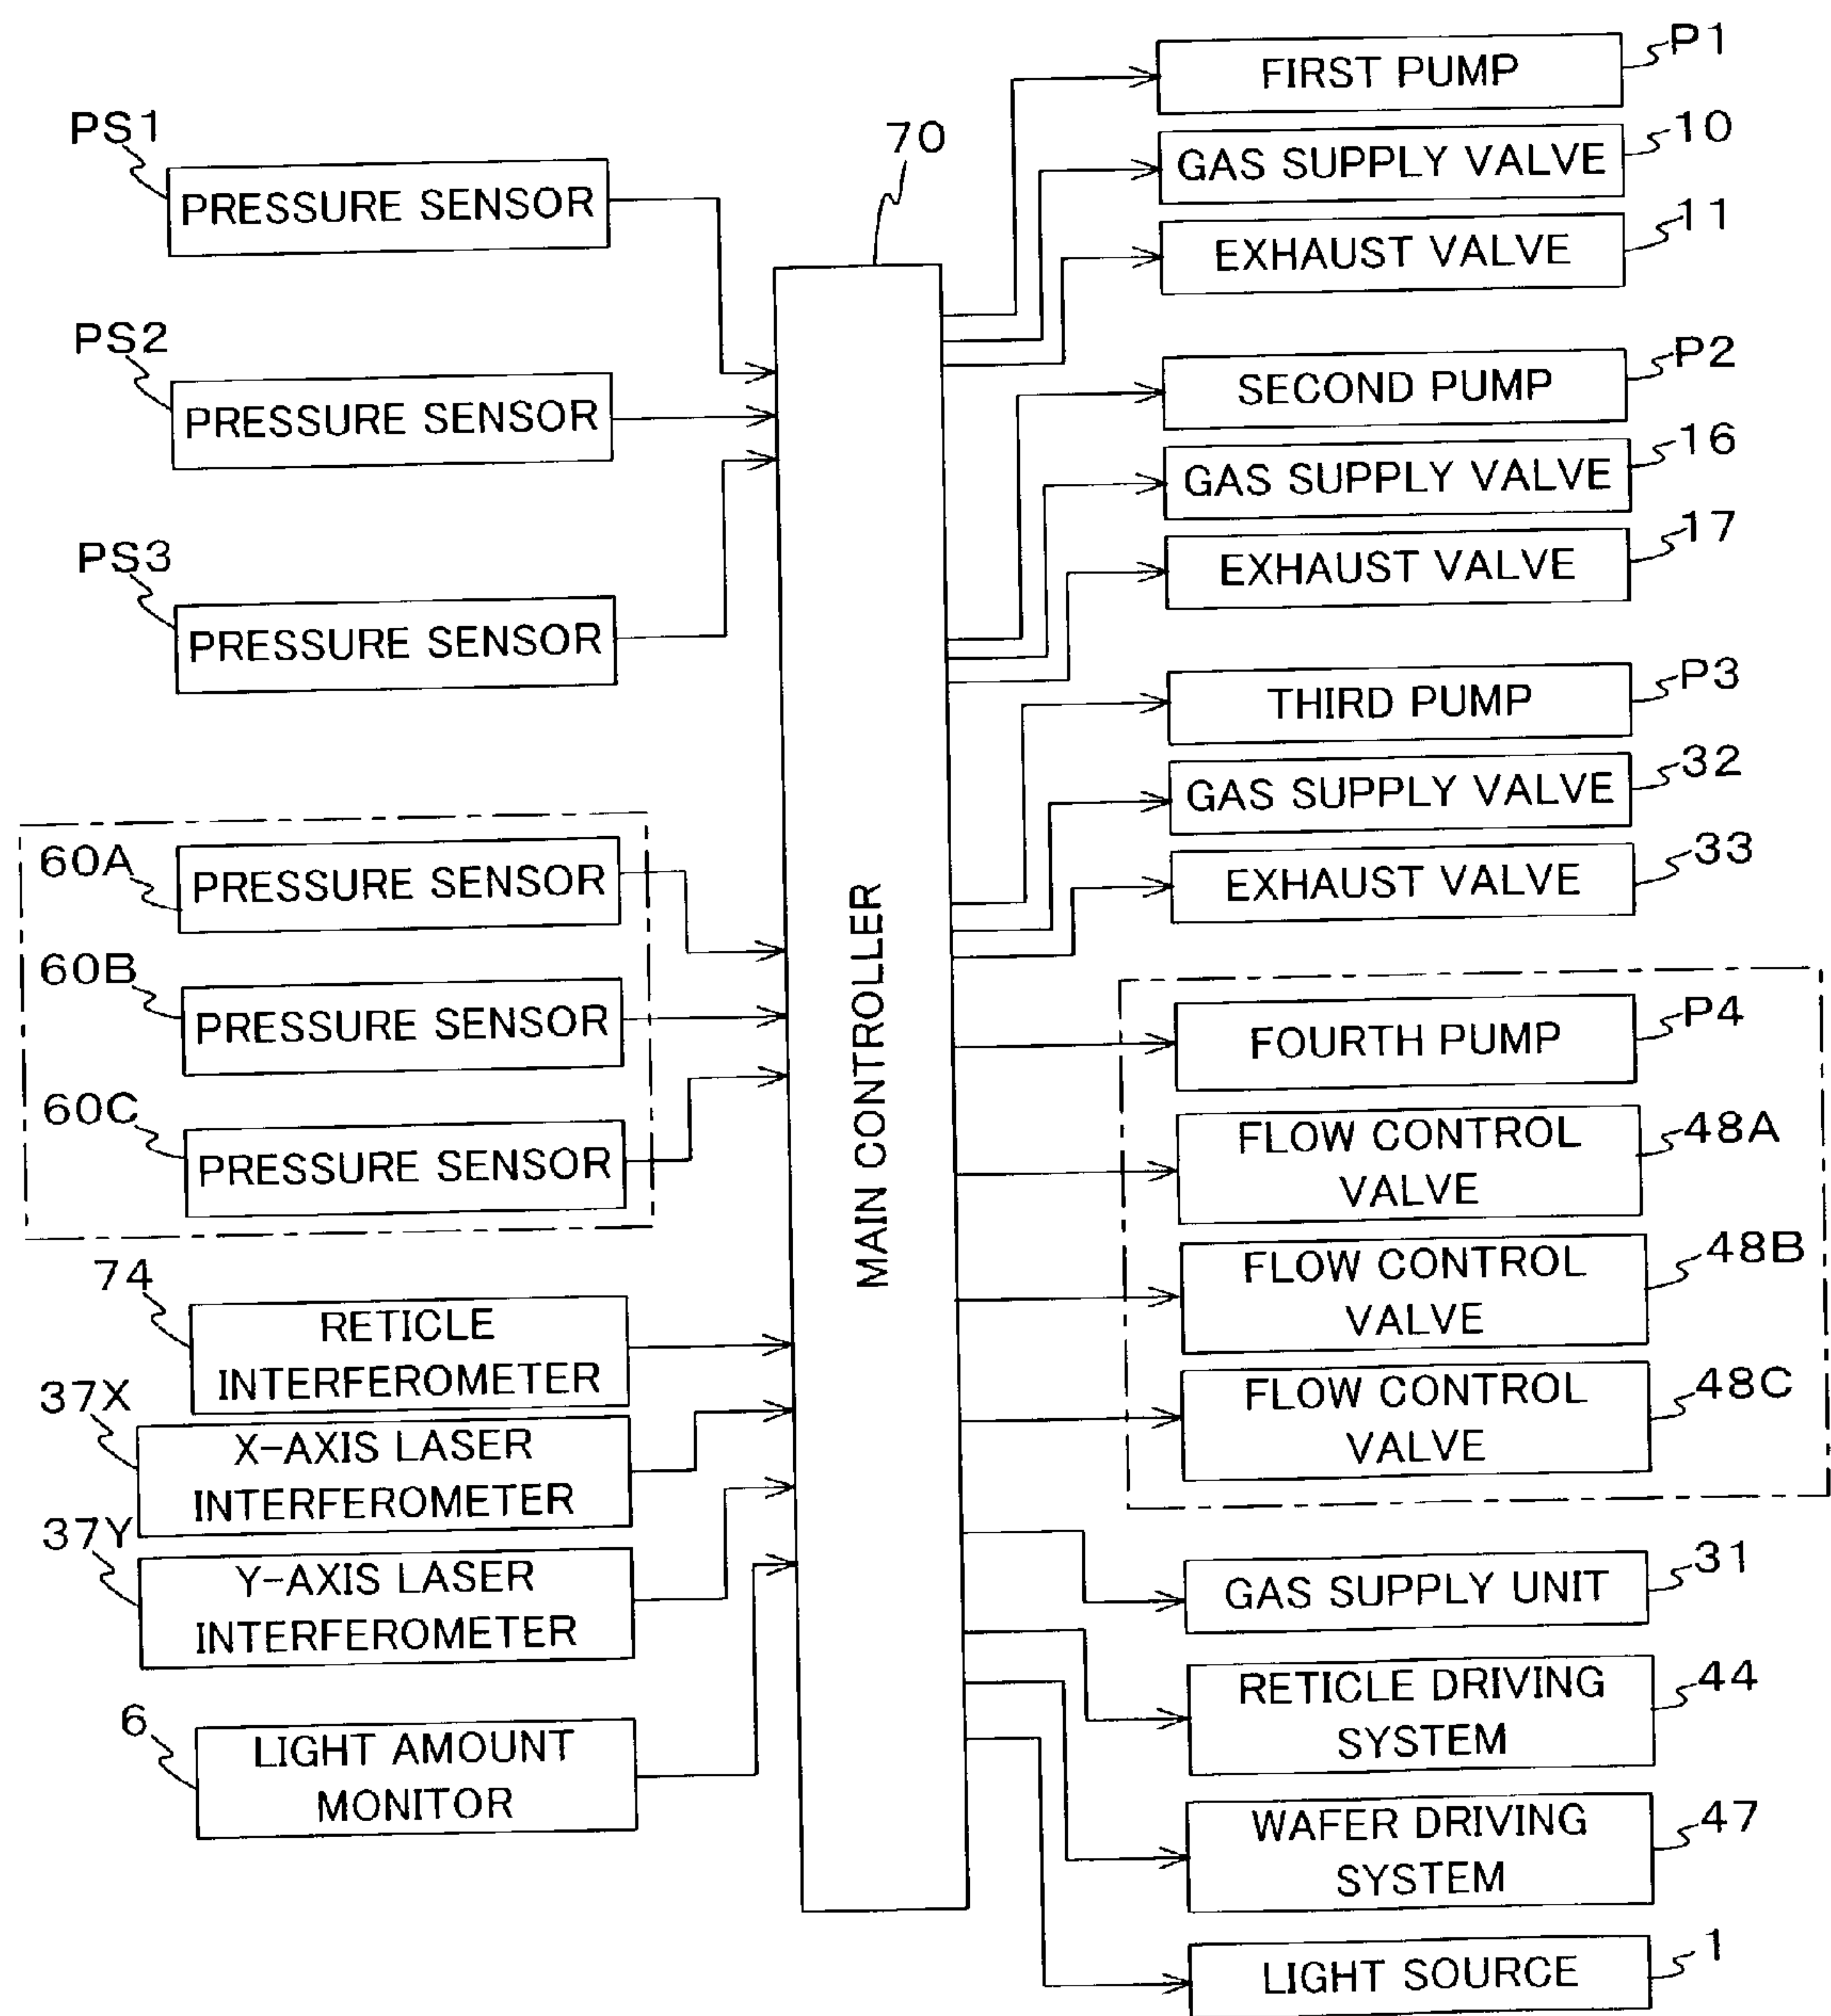 PS1
PRESSURE SENSOR
PS2
PRESSURE SENSOR
PS3
PRESSURE SENSOR
60A
PRESSURE SENSOR
60B
PRESSURE SENSOR
60C
PRESSURE SENSOR
74
RETICLE
INTERFEROMETER
37X
X-AXIS LASER
INTERFEROMETER
37Y
Y-AXIS LASER
INTERFEROMETER
6
LIGHT AMOUNT
MONITOR
70
MAIN CONTROLLER
FIRST PUMP
P1
GAS SUPPLY VALVE
10
EXHAUST VALVE
11
SECOND PUMP
P2
GAS SUPPLY VALVE
16
EXHAUST VALVE
17
THIRD PUMP
P3
GAS SUPPLY VALVE
32
EXHAUST VALVE
33
FOURTH PUMP
P4
FLOW CONTROL
VALVE
48A
FLOW CONTROL
VALVE
48B
FLOW CONTROL
VALVE
48C
GAS SUPPLY UNIT
31
RETICLE DRIVING
SYSTEM
44
WAFER DRIVING
SYSTEM
47
LIGHT SOURCE
1